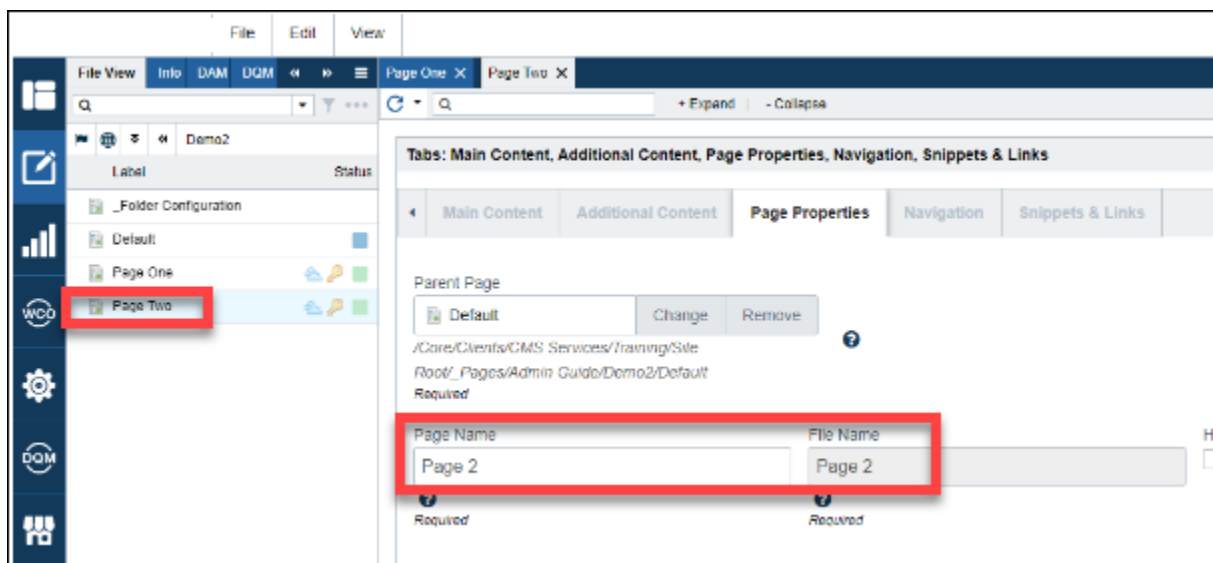 File Edit View
File View Info DAM DQM « » ☰ Page One X Page Two X
+ Expand - Collapse
Demo2
Tabs: Main Content, Additional Content, Page Properties, Navigation, Snippets & Links
Label Status
_Folder Configuration
Main Content Additional Content Page Properties Navigation Snippets & Links
Default
Page One
Parent Page
WCO
Page Two
Default Change Remove
/Core/Clients/CMS Services/Training/Site
Root/_Pages/Admin Guide/Demo2/Default
Required
Page Name File Name H
DQM
Page 2 Page 2
Required Required